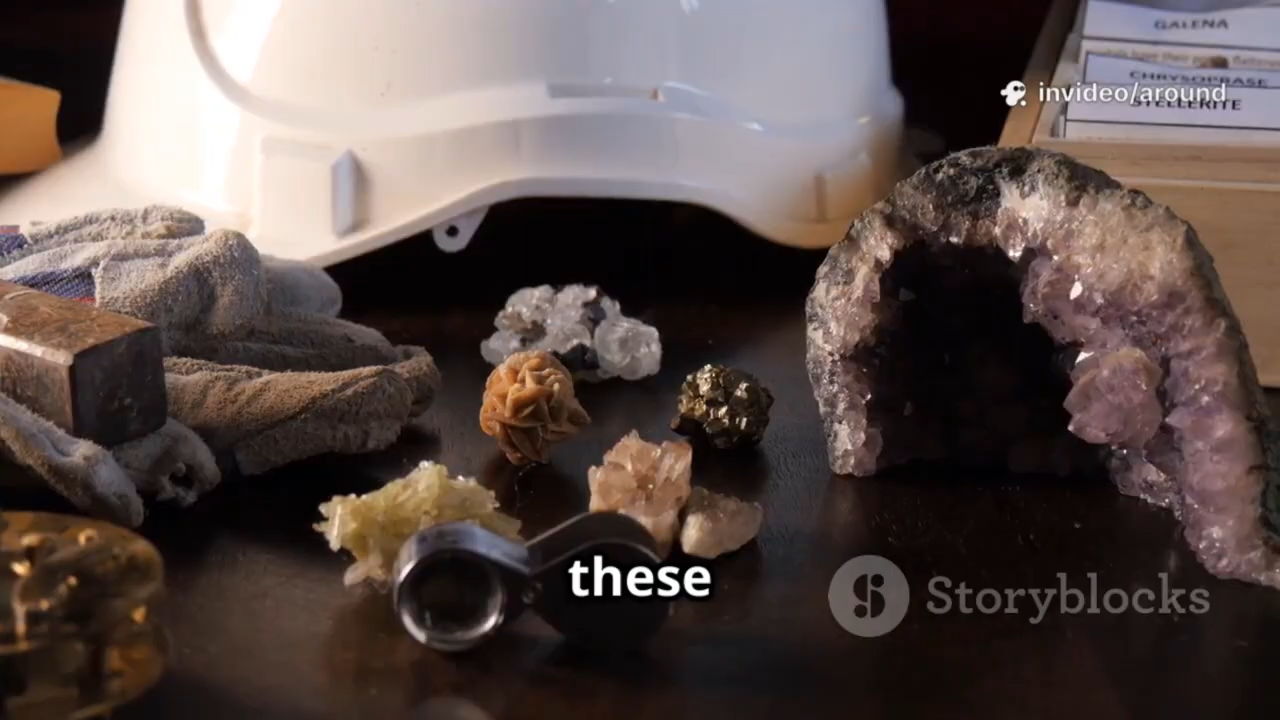 GALENA
CHRYSOPRASE
STELLERITE
invideo/around
these
Storyblocks